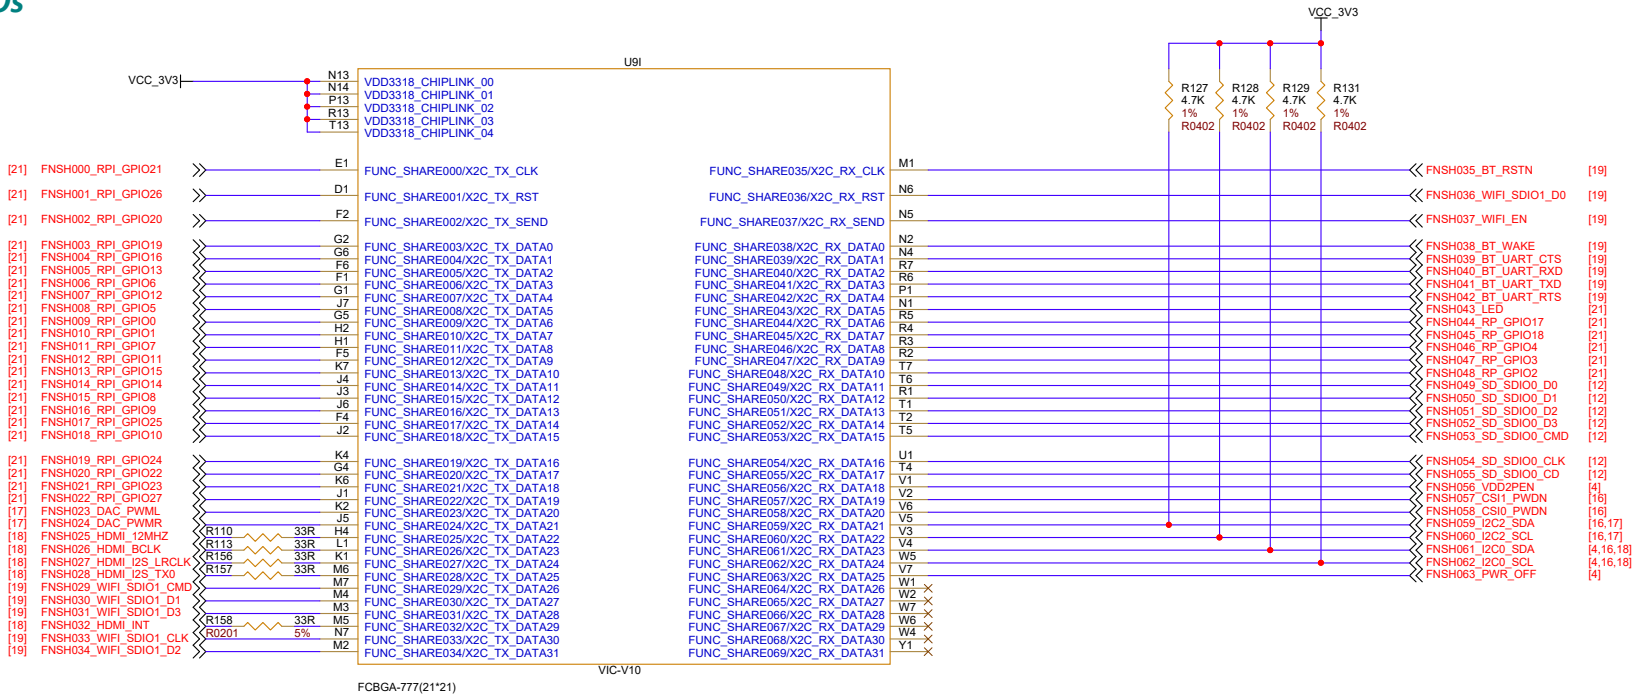 Os
VCC_3V3
U9I
VCC_3V3
N13 VDD3318_CHIPLINK_00
N14 VDD3318_CHIPLINK_01
P13 VDD3318_CHIPLINK_02
R13 VDD3318_CHIPLINK_03
T13 VDD3318_CHIPLINK_04
R127 R128 R129 R131
4.7K 4.7K 4.7K 4.7K
1% 1% 1% 1%
R0402 R0402 R0402 R0402
[21] FNSH000_RPI_GPIO21 E1 FUNC_SHARE000/X2C_TX_CLK FUNC_SHARE035/X2C_RX_CLK M1 FNSH035_BT_RSTN [19]
[21] FNSH001_RPI_GPIO26 D1 FUNC_SHARE001/X2C_TX_RST FUNC_SHARE036/X2C_RX_RST N6 FNSH036_WIFI_SDIO1_D0 [19]
[21] FNSH002_RPI_GPIO20 F2 FUNC_SHARE002/X2C_TX_SEND FUNC_SHARE037/X2C_RX_SEND N5 FNSH037_WIFI_EN [19]
[21] FNSH003_RPI_GPIO19 G2 FUNC_SHARE003/X2C_TX_DATA0 FUNC_SHARE038/X2C_RX_DATA0 N2 FNSH038_BT_WAKE [19]
[21] FNSH004_RPI_GPIO16 G6 FUNC_SHARE004/X2C_TX_DATA1 FUNC_SHARE039/X2C_RX_DATA1 N4 FNSH039_BT_UART_CTS [19]
[21] FNSH005_RPI_GPIO13 F6 FUNC_SHARE005/X2C_TX_DATA2 FUNC_SHARE040/X2C_RX_DATA2 R7 FNSH040_BT_UART_RXD [19]
[21] FNSH006_RPI_GPIO6 F1 FUNC_SHARE006/X2C_TX_DATA3 FUNC_SHARE041/X2C_RX_DATA3 R6 FNSH041_BT_UART_TXD [19]
[21] FNSH007_RPI_GPIO12 G1 FUNC_SHARE007/X2C_TX_DATA4 FUNC_SHARE042/X2C_RX_DATA4 P1 FNSH042_BT_UART_RTS [19]
[21] FNSH008_RPI_GPIO5 J7 FUNC_SHARE008/X2C_TX_DATA5 FUNC_SHARE043/X2C_RX_DATA5 N1 FNSH043_LED [21]
[21] FNSH009_RPI_GPIO0 G5 FUNC_SHARE009/X2C_TX_DATA6 FUNC_SHARE044/X2C_RX_DATA6 R5 FNSH044_RP_GPIO17 [21]
[21] FNSH010_RPI_GPIO1 H2 FUNC_SHARE010/X2C_TX_DATA7 FUNC_SHARE045/X2C_RX_DATA7 R4 FNSH045_RP_GPIO18 [21]
[21] FNSH011_RPI_GPIO7 H1 FUNC_SHARE011/X2C_TX_DATA8 FUNC_SHARE046/X2C_RX_DATA8 R3 FNSH046_RP_GPIO4 [21]
[21] FNSH012_RPI_GPIO11 F5 FUNC_SHARE012/X2C_TX_DATA9 FUNC_SHARE047/X2C_RX_DATA9 R2 FNSH047_RP_GPIO3 [21]
[21] FNSH013_RPI_GPIO15 K7 FUNC_SHARE013/X2C_TX_DATA10 FUNC_SHARE048/X2C_RX_DATA10 T7 FNSH048_RP_GPIO2 [21]
[21] FNSH014_RPI_GPIO14 J4 FUNC_SHARE014/X2C_TX_DATA11 FUNC_SHARE049/X2C_RX_DATA11 T6 FNSH049_SD_SDIO0_D0 [12]
[21] FNSH015_RPI_GPIO8 J3 FUNC_SHARE015/X2C_TX_DATA12 FUNC_SHARE050/X2C_RX_DATA12 R1 FNSH050_SD_SDIO0_D1 [12]
[21] FNSH016_RPI_GPIO9 J6 FUNC_SHARE016/X2C_TX_DATA13 FUNC_SHARE051/X2C_RX_DATA13 T1 FNSH051_SD_SDIO0_D2 [12]
[21] FNSH017_RPI_GPIO25 F4 FUNC_SHARE017/X2C_TX_DATA14 FUNC_SHARE052/X2C_RX_DATA14 T2 FNSH052_SD_SDIO0_D3 [12]
[21] FNSH018_RPI_GPIO10 J2 FUNC_SHARE018/X2C_TX_DATA15 FUNC_SHARE053/X2C_RX_DATA15 T5 FNSH053_SD_SDIO0_CMD [12]
[21] FNSH019_RPI_GPIO24 K4 FUNC_SHARE019/X2C_TX_DATA16 FUNC_SHARE054/X2C_RX_DATA16 U1 FNSH054_SD_SDIO0_CLK [12]
[21] FNSH020_RPI_GPIO22 G4 FUNC_SHARE020/X2C_TX_DATA17 FUNC_SHARE055/X2C_RX_DATA17 T4 FNSH055_SD_SDIO0_CD [12]
[21] FNSH021_RPI_GPIO23 K6 FUNC_SHARE021/X2C_TX_DATA18 FUNC_SHARE056/X2C_RX_DATA18 V1 FNSH056_VDD2PEN [4]
[21] FNSH022_RPI_GPIO27 J1 FUNC_SHARE022/X2C_TX_DATA19 FUNC_SHARE057/X2C_RX_DATA19 V2 FNSH057_CSI1_PWDN [16]
[17] FNSH023_DAC_PWML K2 FUNC_SHARE023/X2C_TX_DATA20 FUNC_SHARE058/X2C_RX_DATA20 V6 FNSH058_CSI0_PWDN [16]
[17] FNSH024_DAC_PWMR J5 FUNC_SHARE024/X2C_TX_DATA21 FUNC_SHARE059/X2C_RX_DATA21 V5 FNSH059_I2C2_SDA [16,17]
[18] FNSH025_HDMI_12MHZ R110 33R H4 FUNC_SHARE025/X2C_TX_DATA22 FUNC_SHARE060/X2C_RX_DATA22 V3 FNSH060_I2C2_SCL [16,17]
[18] FNSH026_HDMI_BCLK R113 33R L1 FUNC_SHARE026/X2C_TX_DATA23 FUNC_SHARE061/X2C_RX_DATA23 V4 FNSH061_I2C0_SDA [4,16,18]
[18] FNSH027_HDMI_I2S_LRCLK R156 33R K1 FUNC_SHARE027/X2C_TX_DATA24 FUNC_SHARE062/X2C_RX_DATA24 W5 FNSH062_I2C0_SCL [4,16,18]
[18] FNSH028_HDMI_I2S_TX0 R157 33R M6 FUNC_SHARE028/X2C_TX_DATA25 FUNC_SHARE063/X2C_RX_DATA25 V7 FNSH063_PWR_OFF [4]
[19] FNSH029_WIFI_SDIO1_CMD M7 FUNC_SHARE029/X2C_TX_DATA26 FUNC_SHARE064/X2C_RX_DATA26 W1
[19] FNSH030_WIFI_SDIO1_D1 M4 FUNC_SHARE030/X2C_TX_DATA27 FUNC_SHARE065/X2C_RX_DATA27 W2
[19] FNSH031_WIFI_SDIO1_D3 M3 FUNC_SHARE031/X2C_TX_DATA28 FUNC_SHARE066/X2C_RX_DATA28 W7
[18] FNSH032_HDMI_INT R158 33R M5 FUNC_SHARE032/X2C_TX_DATA29 FUNC_SHARE067/X2C_RX_DATA29 W6
[19] FNSH033_WIFI_SDIO1_CLK R0201 5% N7 FUNC_SHARE033/X2C_TX_DATA30 FUNC_SHARE068/X2C_RX_DATA30 W4
[19] FNSH034_WIFI_SDIO1_D2 M2 FUNC_SHARE034/X2C_TX_DATA31 FUNC_SHARE069/X2C_RX_DATA31 Y1
VIC-V10
FCBGA-777(21*21)